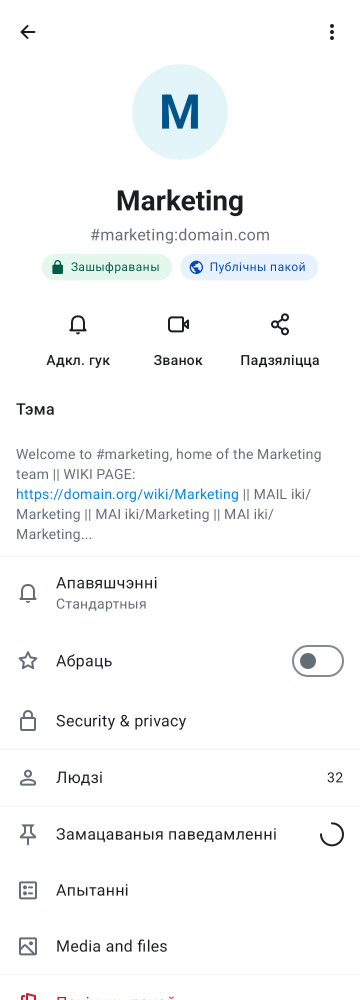 M
Marketing
#marketing:domain.com
Зашыфраваны
Публічны пакой
Адкл. гук
Званок
Падзяліцца
Тэма
Welcome to #marketing, home of the Marketing
team || WIKI PAGE:
https://domain.org/wiki/Marketing || MAIL iki/
Marketing || MAI iki/Marketing || MAI iki/
Marketing...
Апавяшчэнні
Стандартныя
Абраць
Security & privacy
Людзі 32
Замацаваныя паведамленні
Апытанні
Media and files